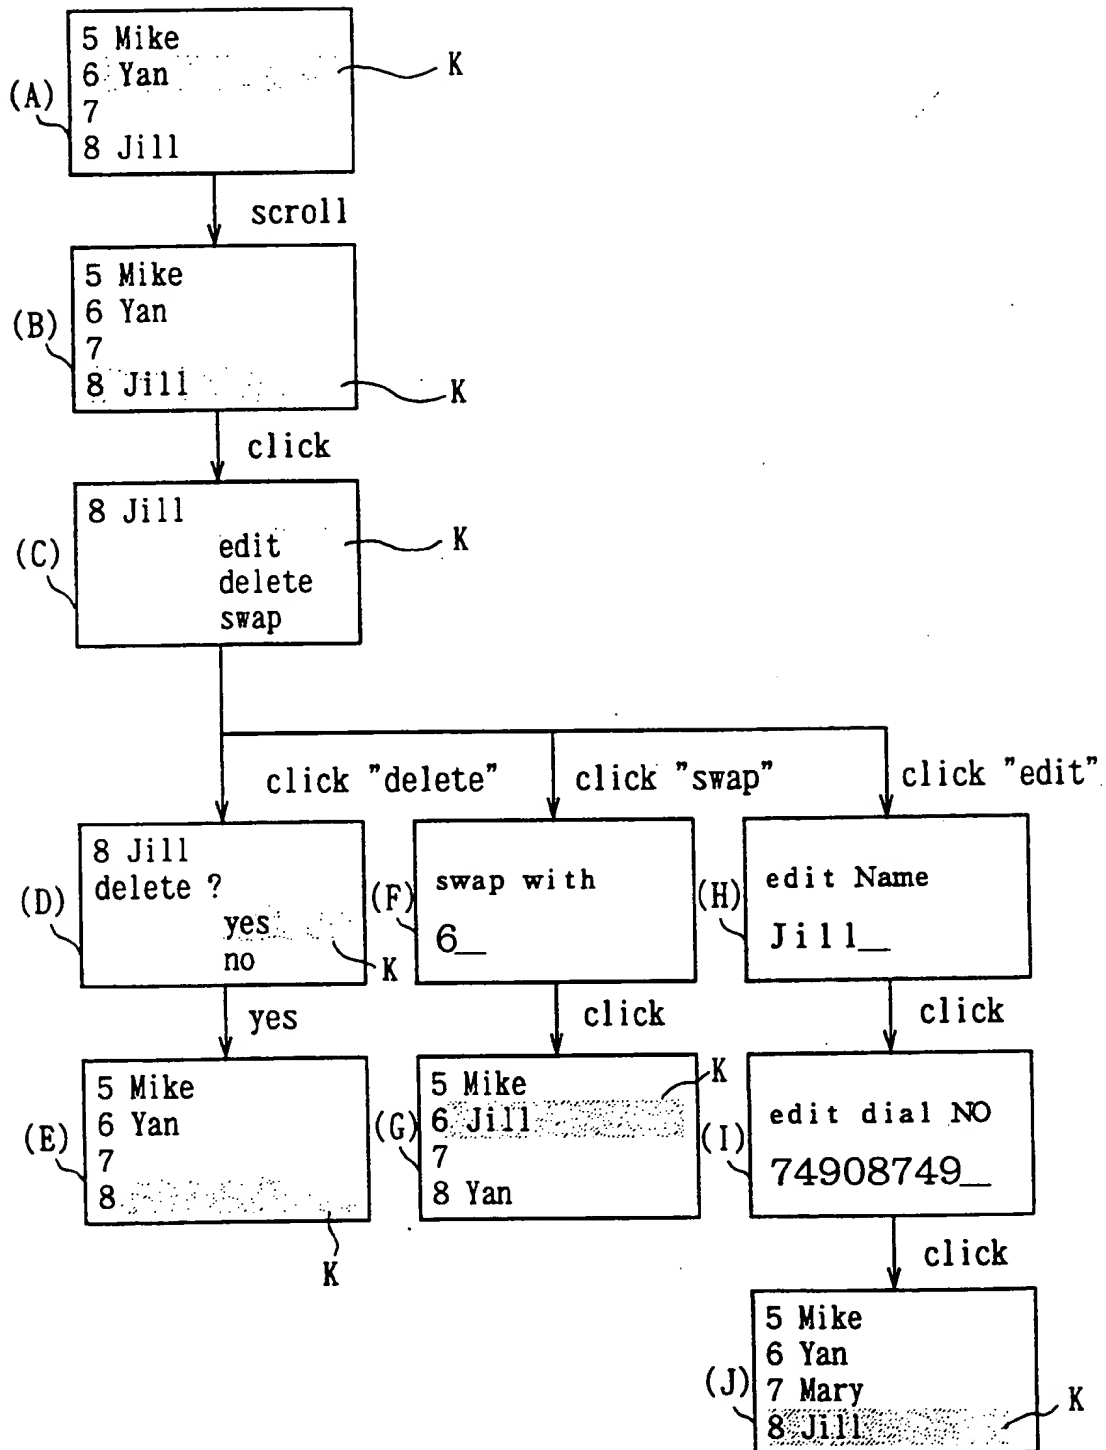 5 Mike
6 Yan
7
8 Jill
(A)
K
scroll
5 Mike
6 Yan
7
8 Jill
(B)
K
click
8 Jill
edit
delete
swap
(C)
K
click "delete"
click "swap"
click "edit"
8 Jill
delete ?
yes
no
(D)
K
swap with
6_
(F)
edit Name
Jill_
(H)
yes
click
click
5 Mike
6 Yan
7
8
(E)
K
5 Mike
6 Jill
7
8 Yan
(G)
K
edit dial NO
74908749_
(I)
click
5 Mike
6 Yan
7 Mary
8 Jill
(J)
K